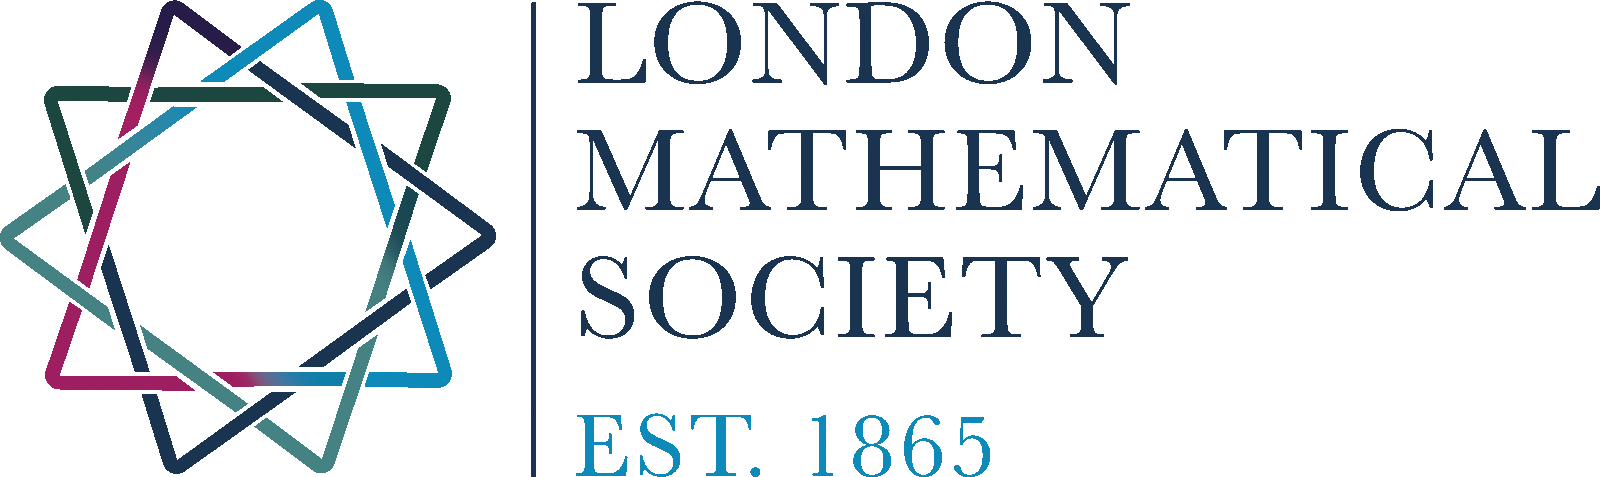 LONDON
MATHEMATICAL
SOCIETY
EST. 1865